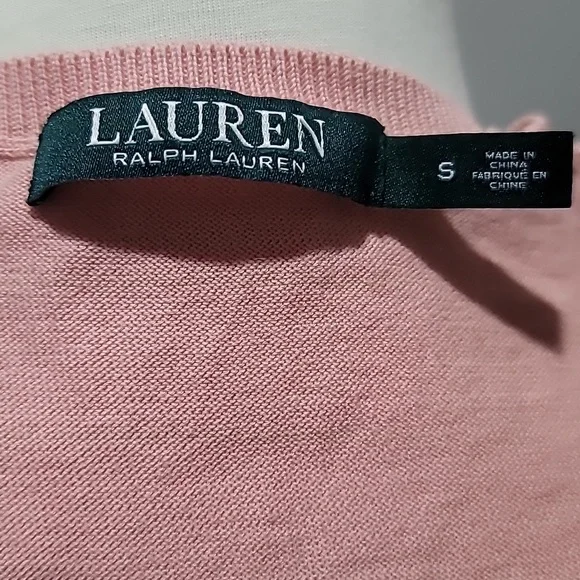 LAUREN
RALPH LAUREN
S
MADE IN
CHINA
FABRIQUÉ EN
CHINE